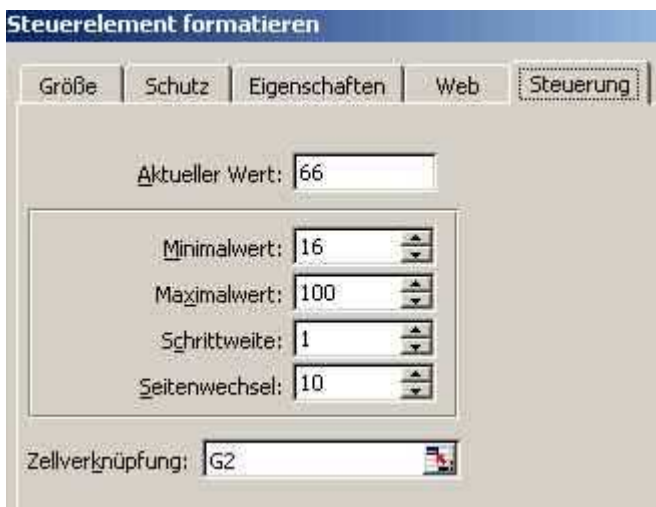 Steuerelement formatieren
Größe Schutz Eigenschaften Web Steuerung
Aktueller Wert: 66
Minimalwert: 16
Maximalwert: 100
Schrittweite: 1
Seitenwechsel: 10
Zellverknüpfung: G2